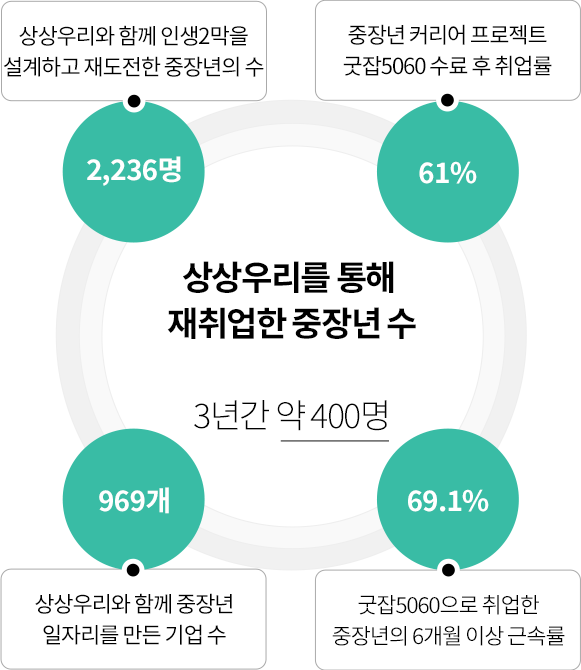 상상우리와 함께 인생2막을
설계하고 재도전한 중장년의 수
2,236명
중장년 커리어 프로젝트
굿잡5060 수료 후 취업률
61%
상상우리를 통해
재취업한 중장년 수
3년간 약 400명
969개
상상우리와 함께 중장년
일자리를 만든 기업 수
69.1%
굿잡5060으로 취업한
중장년의 6개월 이상 근속률